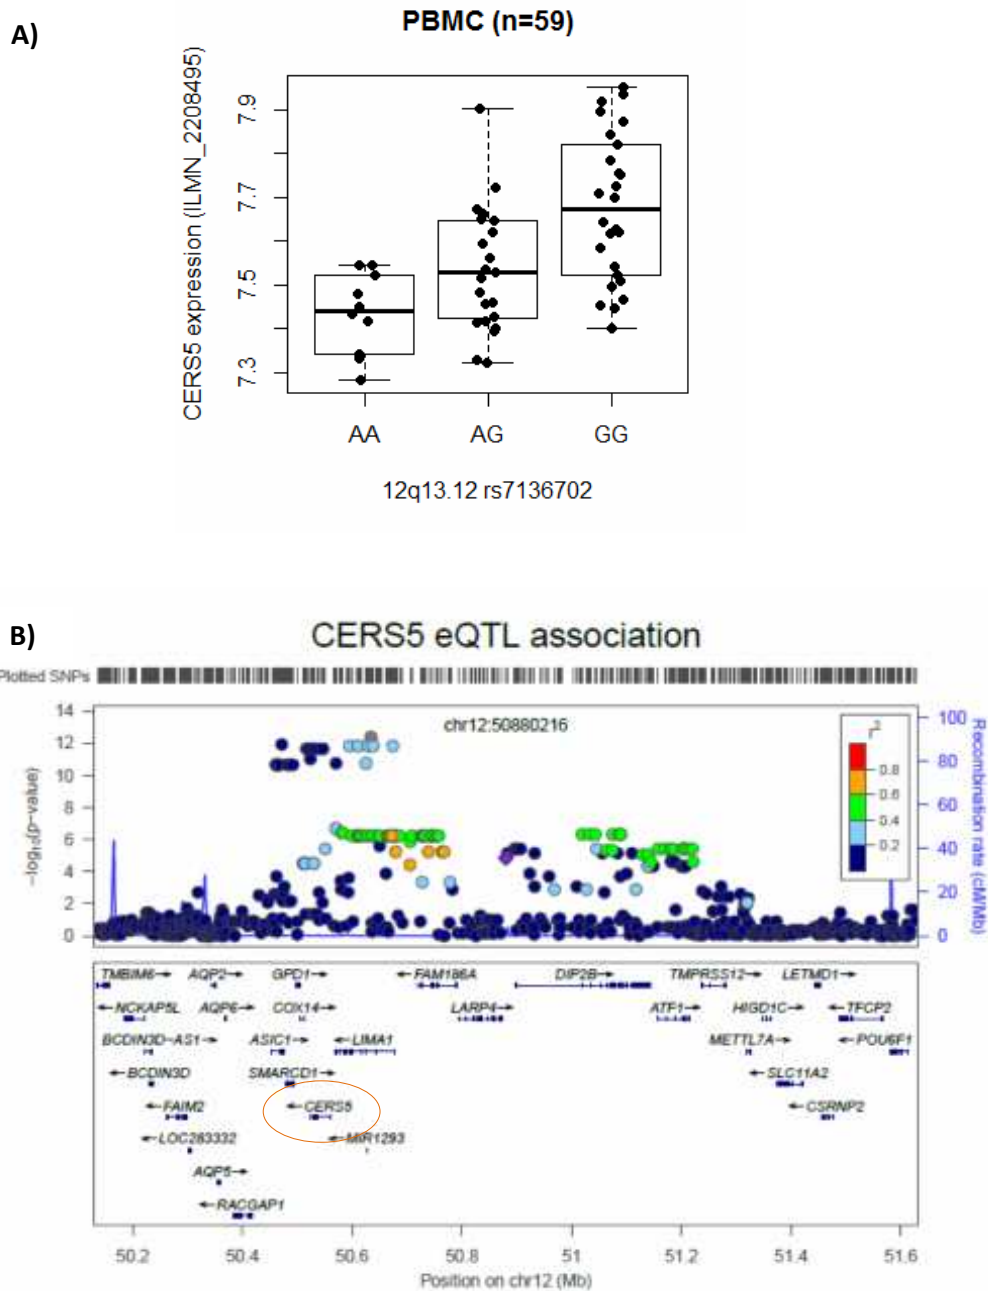 A)
PBMC (n=59)
CERS5 expression (ILMN_2208495)
7.9
7.7
7.5
7.3
AA AG GG
12q13.12 rs7136702
B)
CERS5 eQTL association
Plotted SNPs
chr12:50880216
14
12
10
8
6
4
2
0
−log10(p−value)
r2
0.8
0.6
0.4
0.2
100
80
60
40
20
0
Recombination rate (cM/Mb)
TMBIM6→ AQP2→ GPD1→ ←FAM186A DIP2B→ TMPRSS12→ LETMD1→
←NCKAP5L AQP6→ COX14→ LARP4→ ATF1→ HIGD1C→ ←TFCP2
BCDIN3D−AS1→ ASIC1→ ←LIMA1 METTL7A→ ←POU6F1
←BCDIN3D SMARCD1→ ←SLC11A2
←FAIM2 ←CERS5 ←CSRNP2
←LOC283332 ←MIR1293
AQP5→
←RACGAP1
50.2 50.4 50.6 50.8 51 51.2 51.4 51.6
Position on chr12 (Mb)